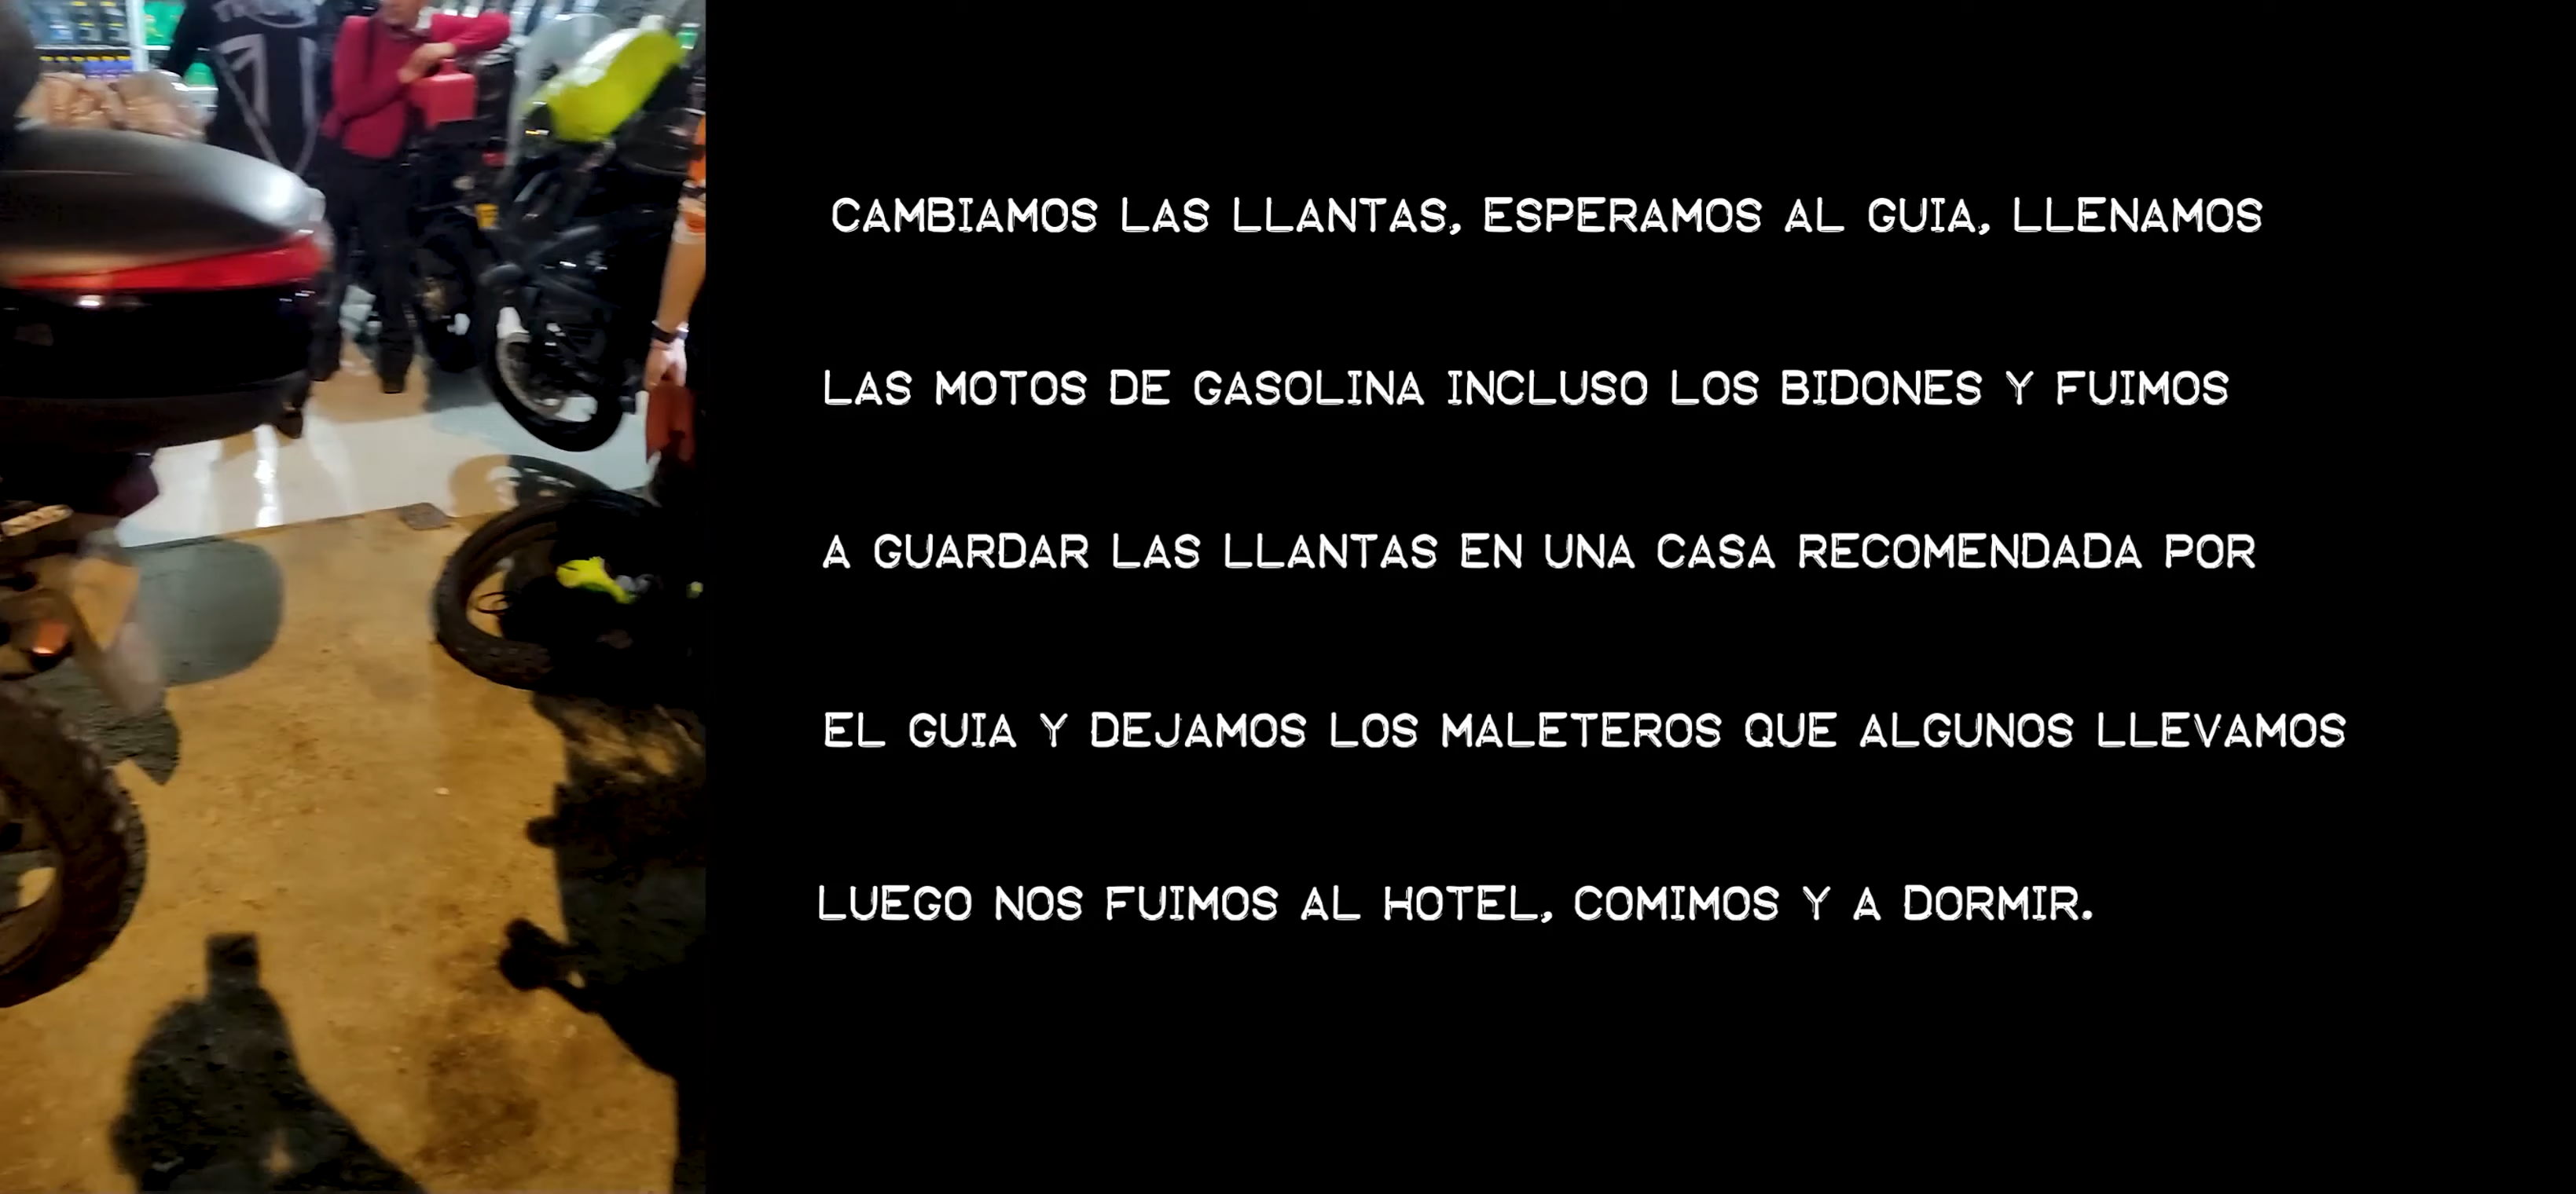 CAMBIAMOS LAS LLANTAS, ESPERAMOS AL GUIA, LLENAMOS
LAS MOTOS DE GASOLINA INCLUSO LOS BIDONES Y FUIMOS
A GUARDAR LAS LLANTAS EN UNA CASA RECOMENDADA POR
EL GUIA Y DEJAMOS LOS MALETEROS QUE ALGUNOS LLEVAMOS
LUEGO NOS FUIMOS AL HOTEL, COMIMOS Y A DORMIR.